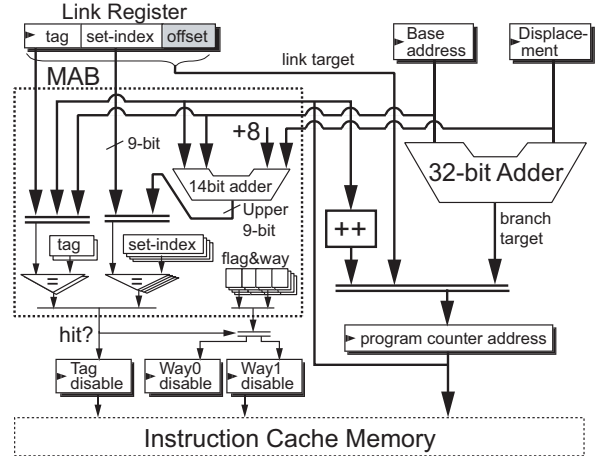 Link Register
tag set-index offset
Base
address
Displace-
ment
link target
MAB
9-bit
+8
14bit adder
32-bit Adder
Upper
9-bit
++
branch
target
tag
set-index
flag&way
=
=
hit?
program counter address
Tag
disable
Way0
disable
Way1
disable
Instruction Cache Memory